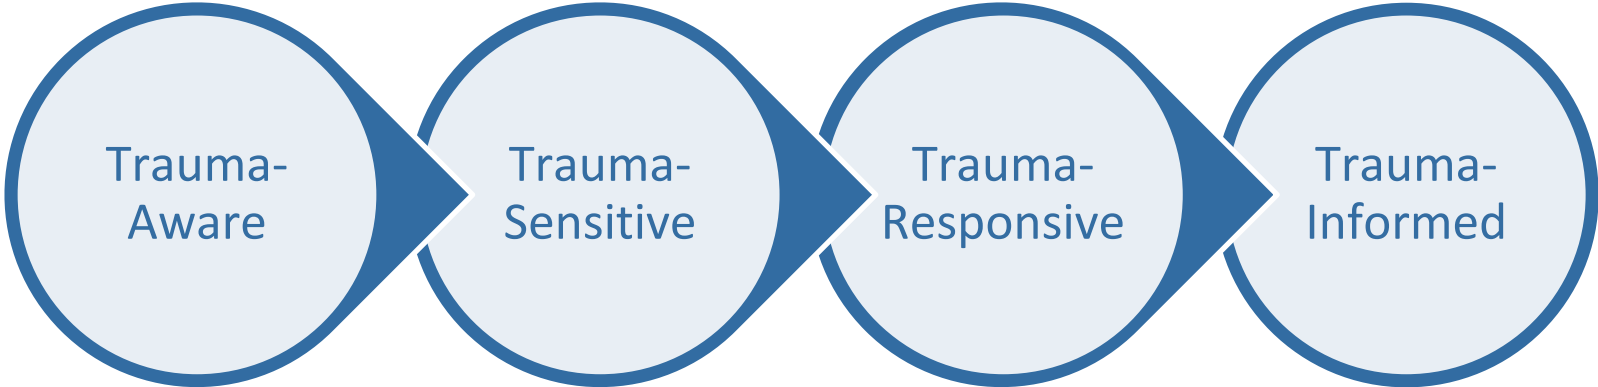 Trauma-
Aware
Trauma-
Sensitive
Trauma-
Responsive
Trauma-
Informed